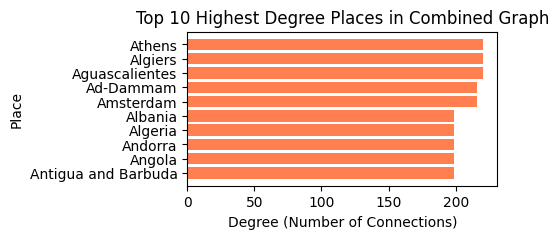 Top 10 Highest Degree Places in Combined Graph
Place
Athens
Algiers
Aguascalientes
Ad-Dammam
Amsterdam
Albania
Algeria
Andorra
Angola
Antigua and Barbuda
0 50 100 150 200
Degree (Number of Connections)